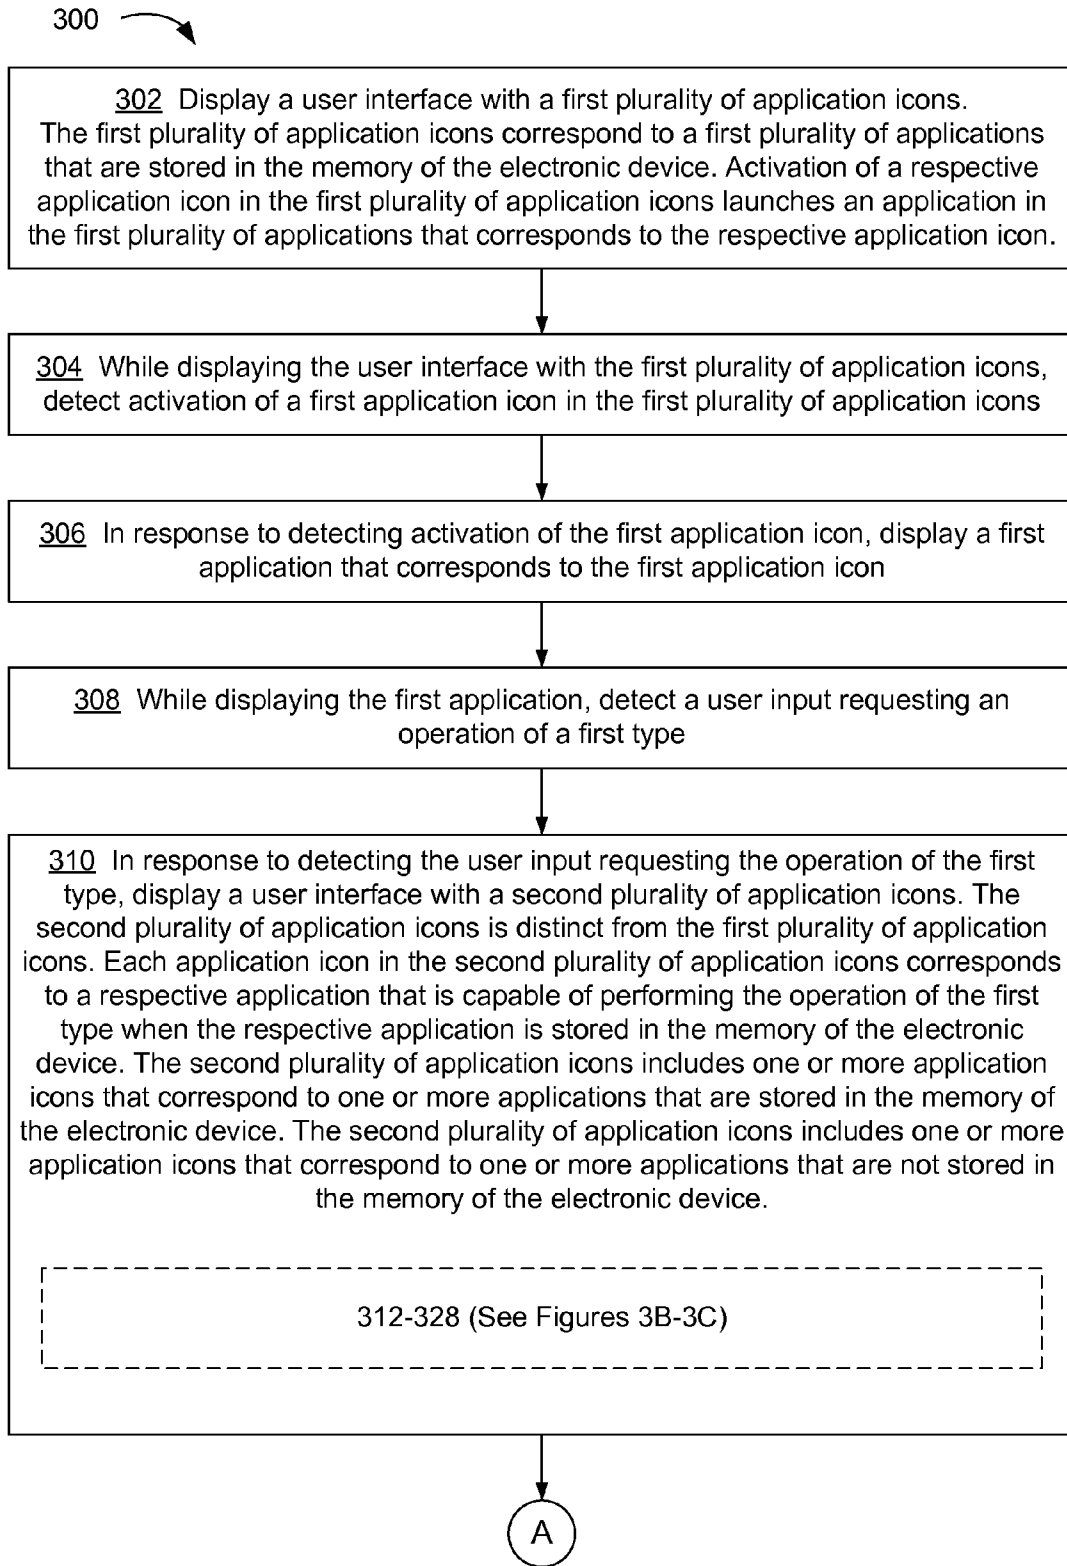 300
302 Display a user interface with a first plurality of application icons.
The first plurality of application icons correspond to a first plurality of applications
that are stored in the memory of the electronic device. Activation of a respective
application icon in the first plurality of application icons launches an application in
the first plurality of applications that corresponds to the respective application icon.
304 While displaying the user interface with the first plurality of application icons,
detect activation of a first application icon in the first plurality of application icons
306 In response to detecting activation of the first application icon, display a first
application that corresponds to the first application icon
308 While displaying the first application, detect a user input requesting an
operation of a first type
310 In response to detecting the user input requesting the operation of the first
type, display a user interface with a second plurality of application icons. The
second plurality of application icons is distinct from the first plurality of application
icons. Each application icon in the second plurality of application icons corresponds
to a respective application that is capable of performing the operation of the first
type when the respective application is stored in the memory of the electronic
device. The second plurality of application icons includes one or more application
icons that correspond to one or more applications that are stored in the memory of
the electronic device. The second plurality of application icons includes one or more
application icons that correspond to one or more applications that are not stored in
the memory of the electronic device.
312-328 (See Figures 3B-3C)
A